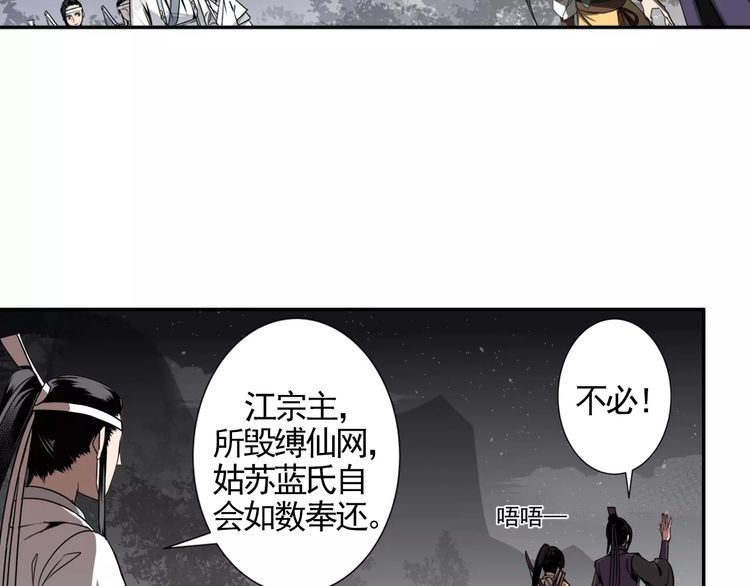 江宗主，
所毁缚仙网，
姑苏蓝氏自
会如数奉还。
不必！
唔唔—